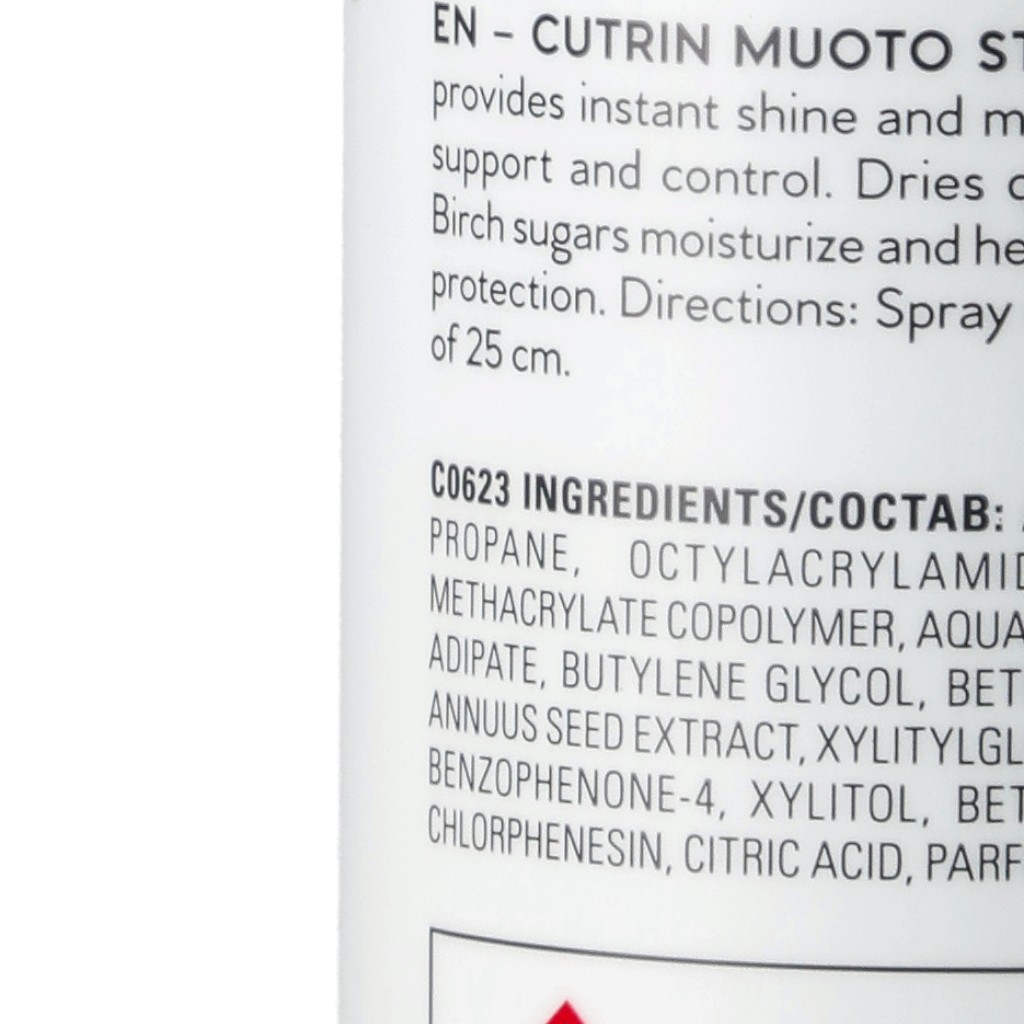 EN – CUTRIN MUOTO ST
provides instant shine and m
support and control. Dries
Birch sugars moisturize and he
protection. Directions: Spray
of 25 cm.
C0623 INGREDIENTS/СОСТАВ:
PROPANE, OCTYLACRYLAMID
METHACRYLATE COPOLYMER, AQUA
ADIPATE, BUTYLENE GLYCOL, BET
ANNUUS SEED EXTRACT, XYLITYLGL
BENZOPHENONE-4, XYLITOL, BET
CHLORPHENESIN, CITRIC ACID, PARF